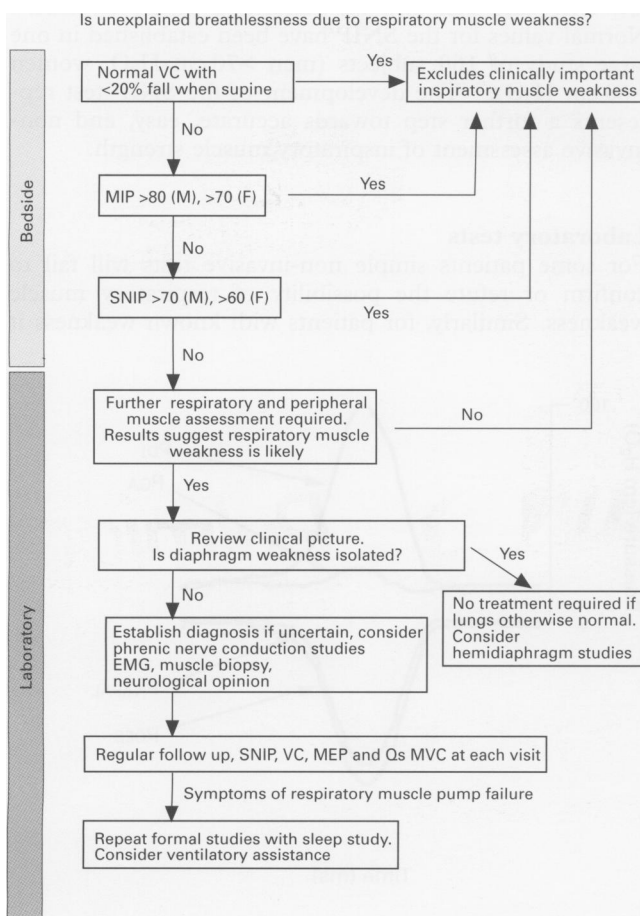 Is unexplained breathlessness due to respiratory muscle weakness?
Normal VC with
<20% fall when supine
Yes
Excludes clinically important
inspiratory muscle weakness
No
MIP >80 (M), >70 (F)
Yes
No
SNIP >70 (M), >60 (F)
Yes
No
Bedside
Further respiratory and peripheral
muscle assessment required.
Results suggest respiratory muscle
weakness is likely
No
Yes
Review clinical picture.
Is diaphragm weakness isolated?
Yes
No
No treatment required if
lungs otherwise normal.
Consider
hemidiaphragm studies
Establish diagnosis if uncertain, consider
phrenic nerve conduction studies
EMG, muscle biopsy,
neurological opinion
Laboratory
Regular follow up, SNIP, VC, MEP and Qs MVC at each visit
Symptoms of respiratory muscle pump failure
Repeat formal studies with sleep study.
Consider ventilatory assistance